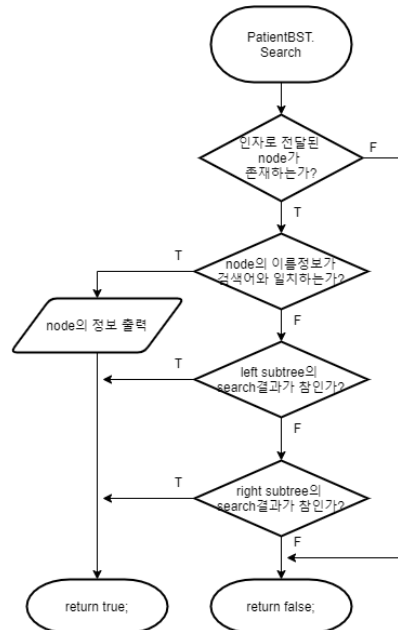 PatientBST.
Search
인자로 전달된
node가
존재하는가?
F
T
node의 이름정보가
검색어와 일치하는가?
T
F
node의 정보 출력
left subtree의
search결과가 참인가?
T
F
right subtree의
search결과가 참인가?
T
F
return true;
return false;